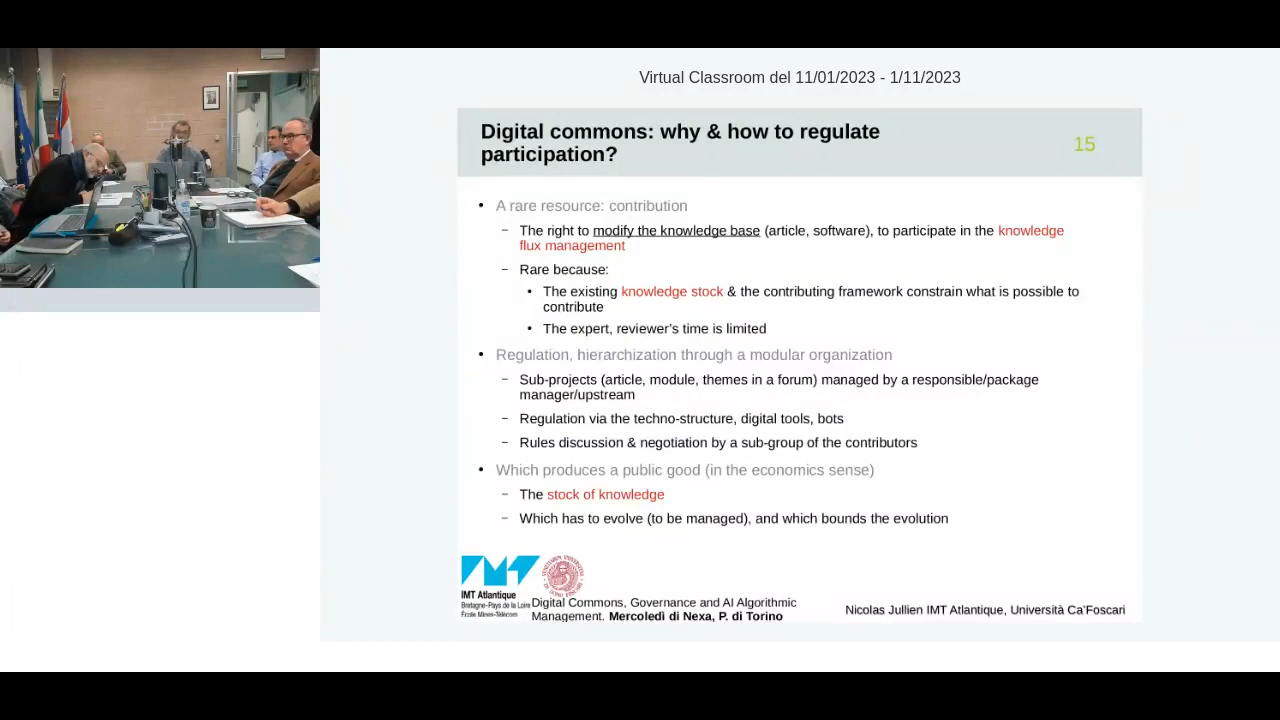 Virtual Classroom del 11/01/2023 - 1/11/2023
Digital commons: why & how to regulate
participation?
15
• A rare resource: contribution
– The right to modify the knowledge base (article, software), to participate in the knowledge
flux management
– Rare because:
• The existing knowledge stock & the contributing framework constrain what is possible to
contribute
• The expert, reviewer's time is limited
• Regulation, hierarchization through a modular organization
– Sub-projects (article, module, themes in a forum) managed by a responsible/package
manager/upstream
– Regulation via the techno-structure, digital tools, bots
– Rules discussion & negotiation by a sub-group of the contributors
• Which produces a public good (in the economics sense)
– The stock of knowledge
– Which has to evolve (to be managed), and which bounds the evolution
IMT Atlantique
Bretagne-Pays de la Loire
École Mines-Télécom
Digital Commons, Governance and AI Algorithmic
Management. Mercoledì di Nexa, P. di Torino
Nicolas Jullien IMT Atlantique, Università Ca'Foscari